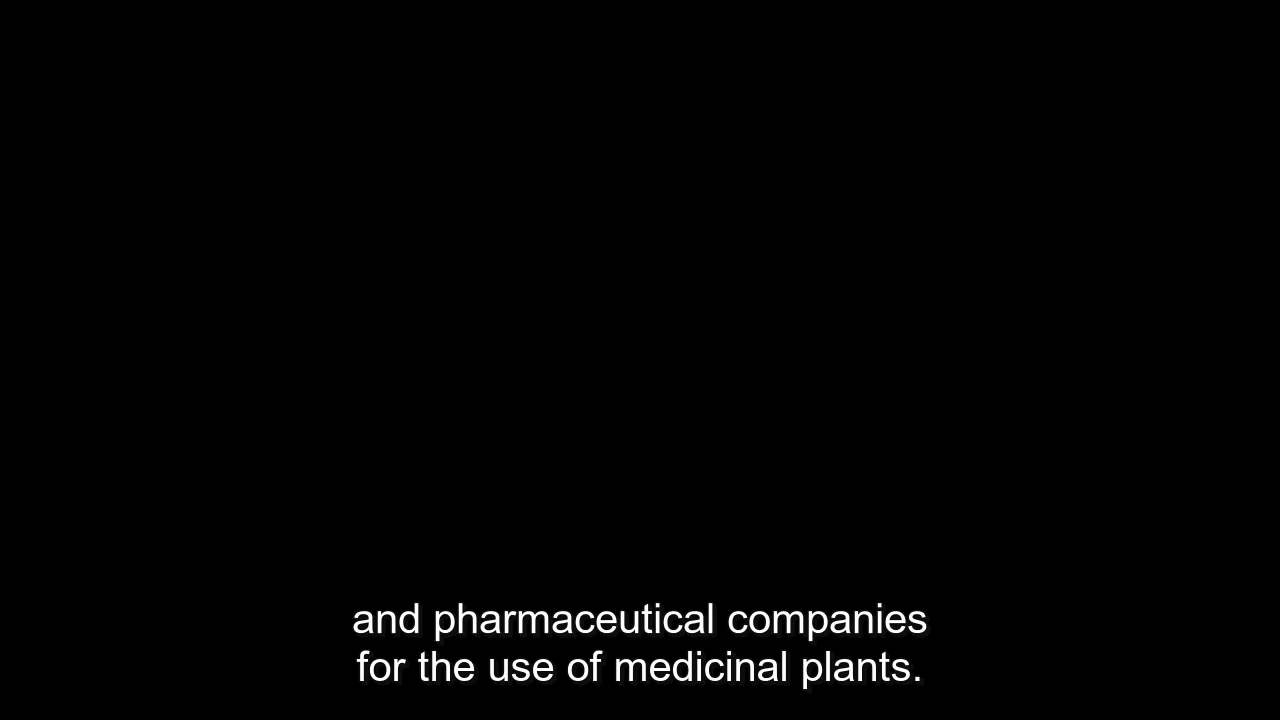 and pharmaceutical companies
for the use of medicinal plants.